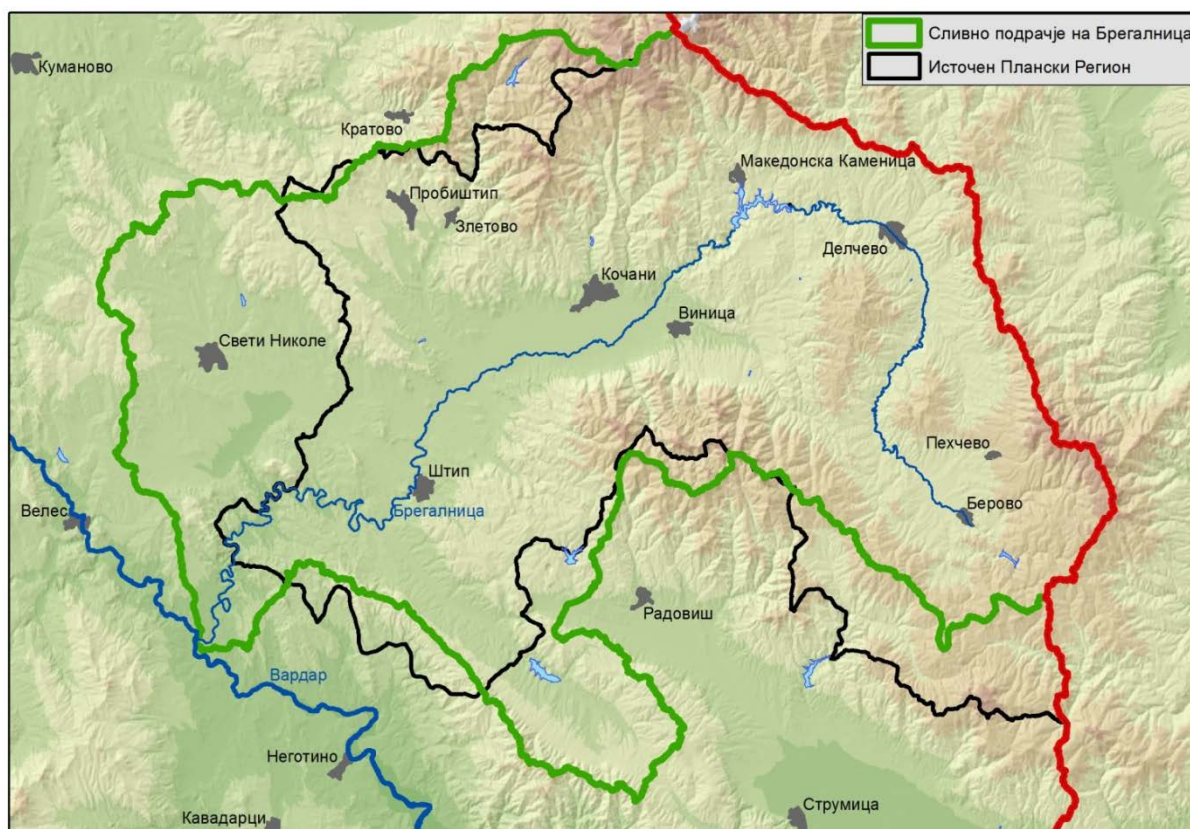 Сливно подрачје на Брегалница
Источен Плански Регион
Куманово
Кратово
Македонска Каменица
Пробиштип
Злетово
Делчево
Кочани
Виница
Свети Николе
Пехчево
Штип
Брегалница
Велес
Берово
Радовиш
Вардар
Неготино
Струмица
Кавадарци